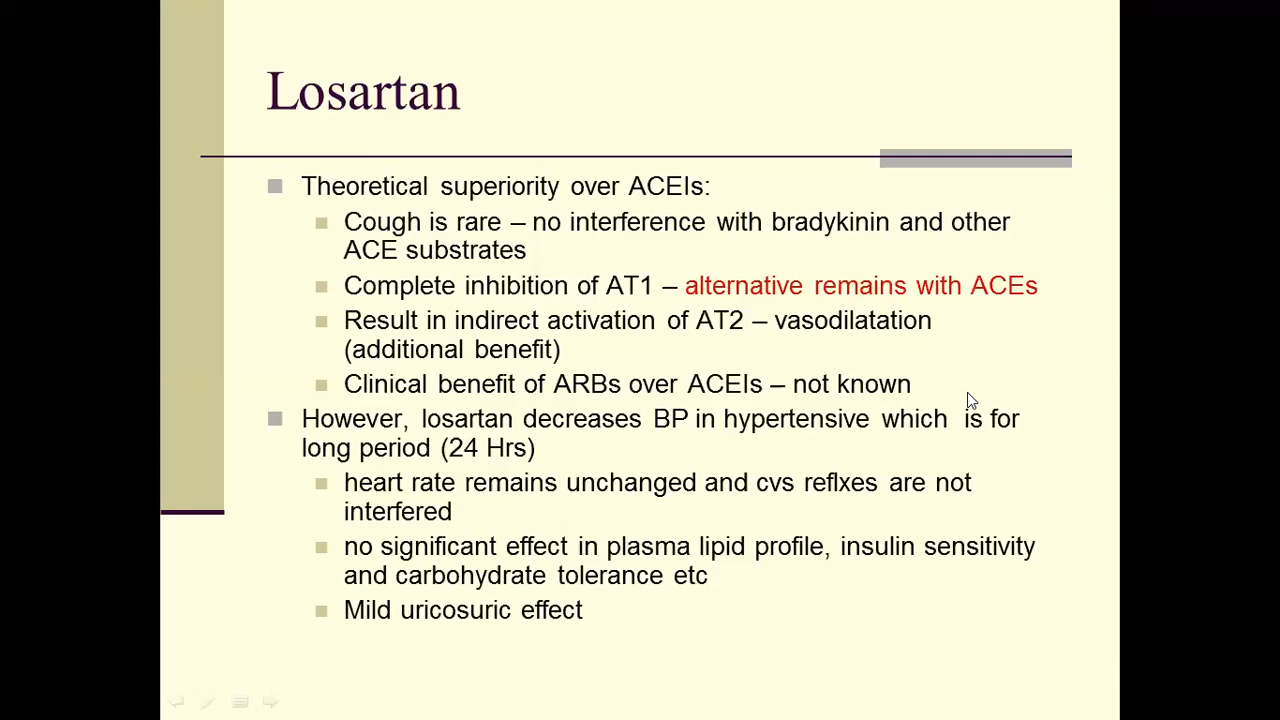 Losartan
Theoretical superiority over ACEIs:
Cough is rare – no interference with bradykinin and other
ACE substrates
Complete inhibition of AT1 – alternative remains with ACEs
Result in indirect activation of AT2 – vasodilatation
(additional benefit)
Clinical benefit of ARBs over ACEIs – not known
However, losartan decreases BP in hypertensive which is for
long period (24 Hrs)
heart rate remains unchanged and cvs reflxes are not
interfered
no significant effect in plasma lipid profile, insulin sensitivity
and carbohydrate tolerance etc
Mild uricosuric effect